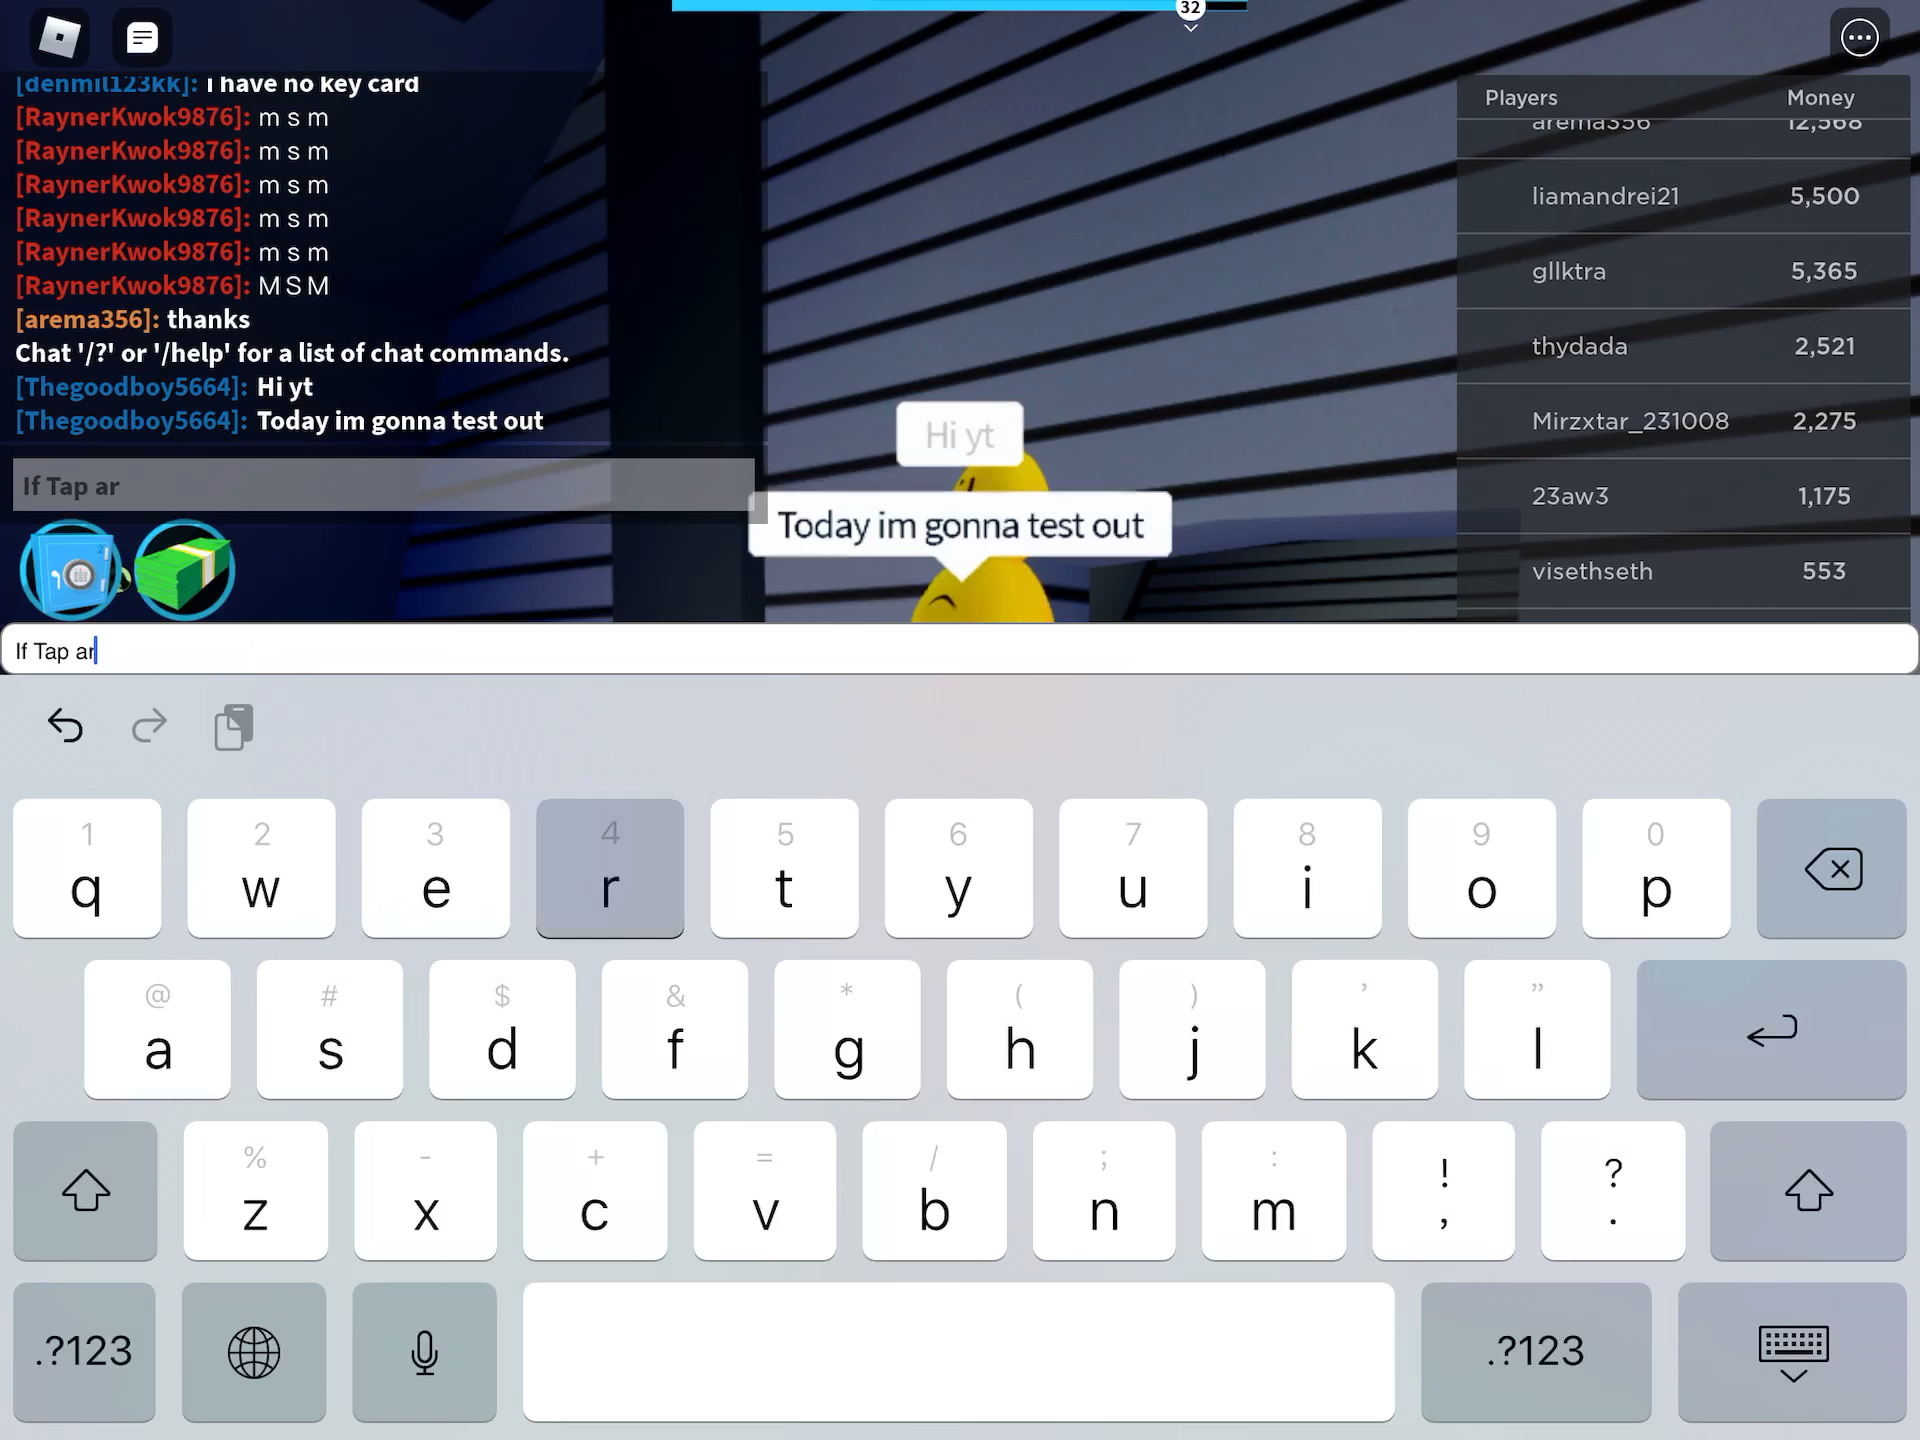 32
[denmil123kk]: I have no key card
[RaynerKwok9876]: m s m
[RaynerKwok9876]: m s m
[RaynerKwok9876]: m s m
[RaynerKwok9876]: m s m
[RaynerKwok9876]: m s m
[RaynerKwok9876]: M S M
[arema356]: thanks
Chat '/?' or '/help' for a list of chat commands.
[Thegoodboy5664]: Hi yt
[Thegoodboy5664]: Today im gonna test out
If Tap ar
Hi yt
Today im gonna test out
Players Money
arema356 12,568
liamandrei21 5,500
gllktra 5,365
thydada 2,521
Mirzxtar_231008 2,275
23aw3 1,175
visethseth 553
If Tap ar
1 2 3 4 5 6 7 8 9 0
q w e r t y u i o p
@ # $ & * ( ) ’ ”
a s d f g h j k l
% - + = / ; : ! ?
z x c v b n m , .
.?123 .?123